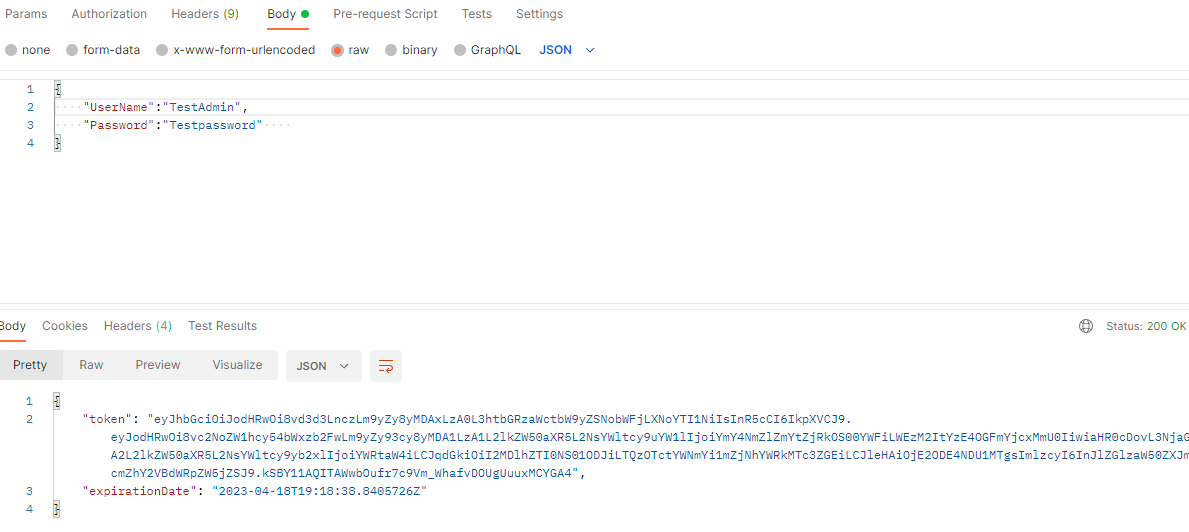 Params Authorization Headers (9) Body Pre-request Script Tests Settings
none form-data x-www-form-urlencoded raw binary GraphQL JSON
1 {
2 "UserName":"TestAdmin",
3 "Password":"Testpassword"
4 }
Body Cookies Headers (4) Test Results Status: 200 OK
Pretty Raw Preview Visualize JSON
1 {
2 "token": "eyJhbGciOiJodHRwOi8vd3d3LnczLm9yZy8yMDAxLzA0L3htbGRzaWctbW9yZSNobWFjLXNoYTI1NiIsInR5cCI6IkpXVCJ9.
eyJodHRwOi8vc2NoZW1hcy54bWxzb2FwLm9yZy93cy8yMDA1LzA1L2lkZW50aXR5L2NsYWltcy9uYW1lIjoiYmY4NmZlZmYtZjRkOS00YWFiLWEzM2ItYzE4OGFmYjcxMmU0IiwiaHR0cDovL3NjaG
A2L2lkZW50aXR5L2NsYWltcy9yb2xlIjoiYWRtaW4iLCJqdGkiOiI2MDlhZTI0NS01ODJiLTQzOTctYWNmYi1mZjNhYWRkMTc3ZGEiLCJleHAiOjE2ODE4NDU1MTgsImlzcyI6InJlZGlzaW50ZXJm
cmZhY2VBdWRpZW5jZSJ9.kSBY11AQITAWwbOufr7c9Vm_WhafvDOUgUuuxMCYGA4",
3 "expirationDate": "2023-04-18T19:18:38.8405726Z"
4 }